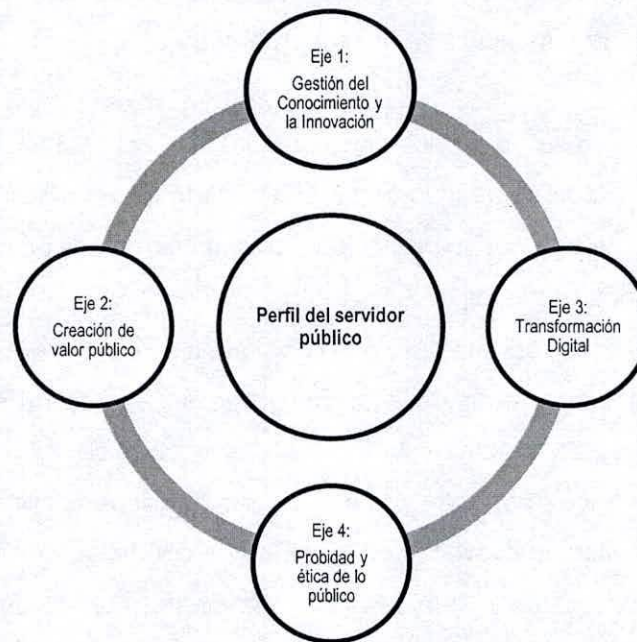 Eje 1:
Gestión del
Conocimiento y
la Innovación
Eje 2:
Creación de
valor público
Perfil del servidor
público
Eje 3:
Transformación
Digital
Eje 4:
Probidad y
ética de lo
público